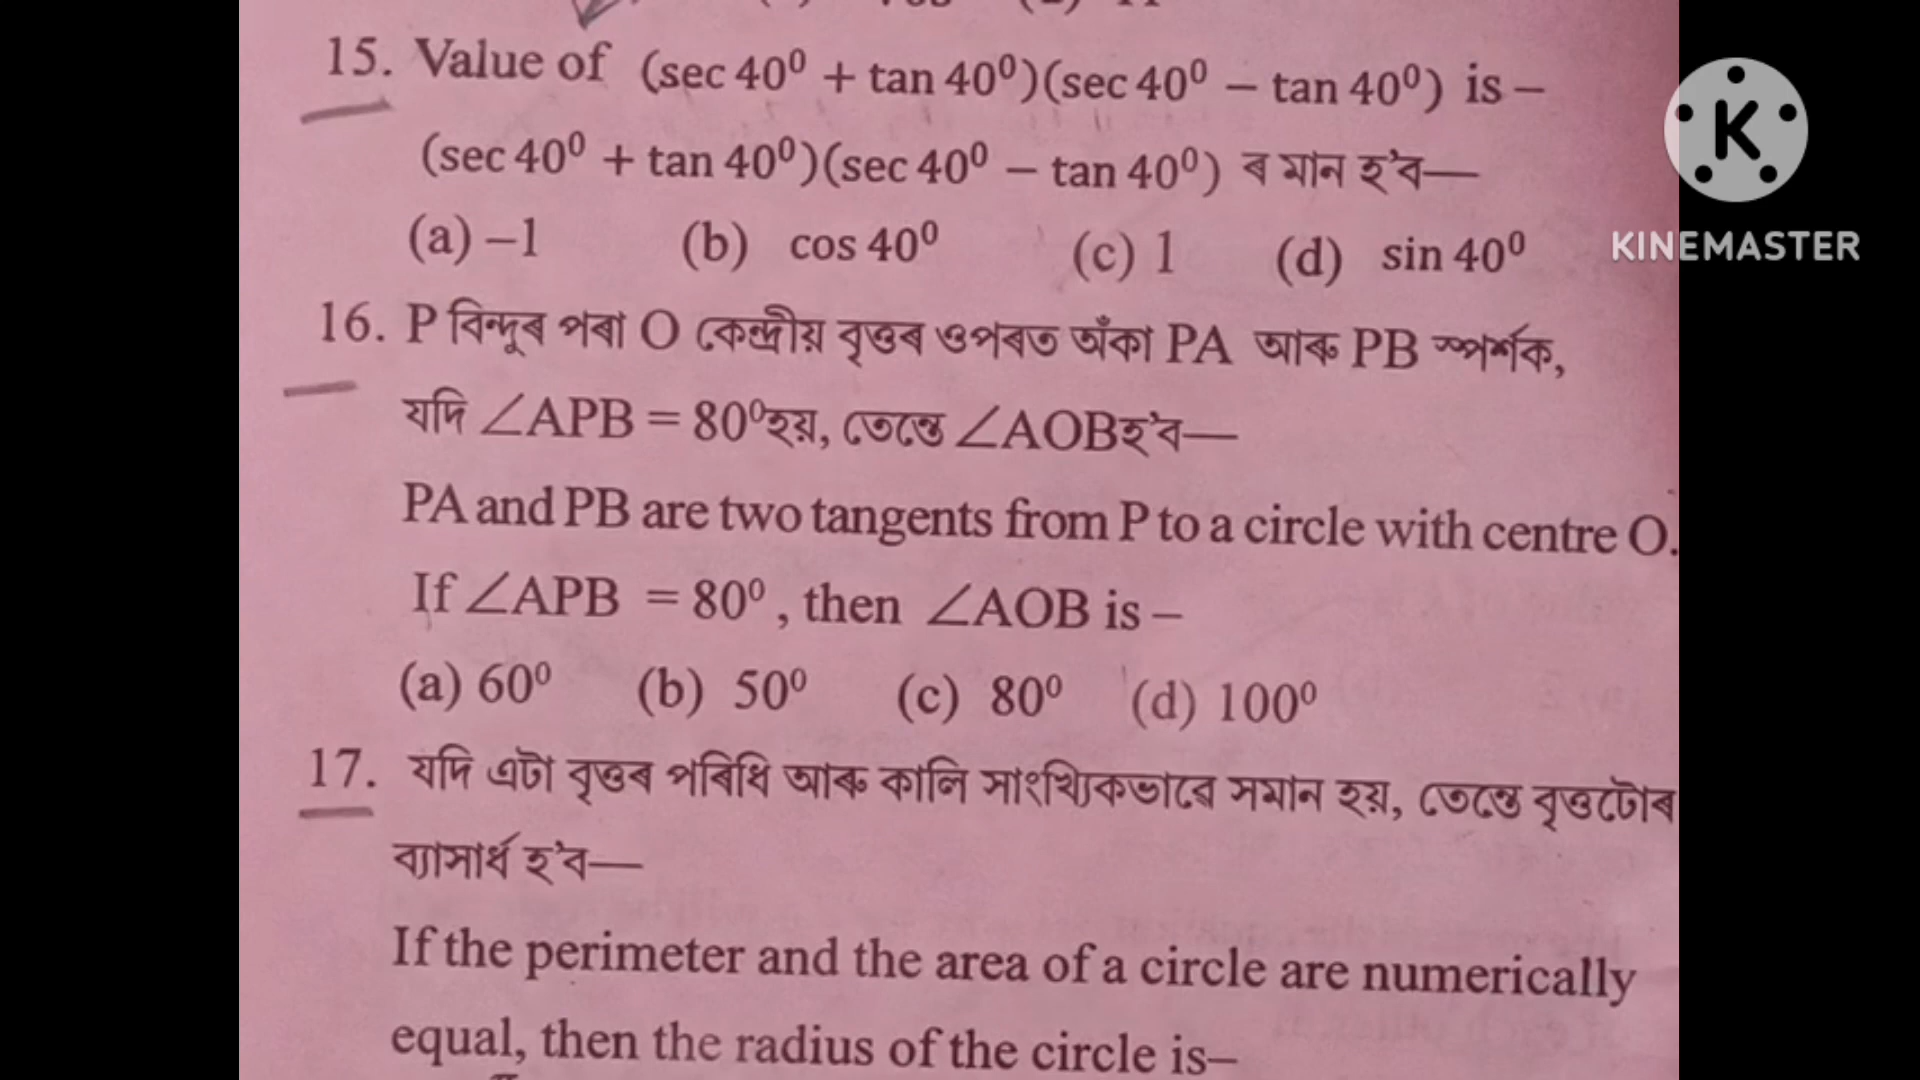 15. Value of (sec 40⁰ + tan 40⁰)(sec 40⁰ – tan 40⁰) is –
(sec 40⁰ + tan 40⁰)(sec 40⁰ – tan 40⁰) ৰ মান হ’ব—
(a) –1 (b) cos 40⁰ (c) 1 (d) sin 40⁰
KINEMASTER
16. P বিন্দুৰ পৰা O কেন্দ্ৰীয় বৃত্তৰ ওপৰত অঁকা PA আৰু PB স্পৰ্শক,
যদি ∠APB = 80⁰হয়, তেন্তে ∠AOBহ’ব—
PA and PB are two tangents from P to a circle with centre O.
If ∠APB = 80⁰, then ∠AOB is –
(a) 60⁰ (b) 50⁰ (c) 80⁰ (d) 100⁰
17. যদি এটা বৃত্তৰ পৰিধি আৰু কালি সাংখ্যিকভাৱে সমান হয়, তেন্তে বৃত্তটোৰ
ব্যাসাৰ্ধ হ’ব—
If the perimeter and the area of a circle are numerically
equal, then the radius of the circle is–